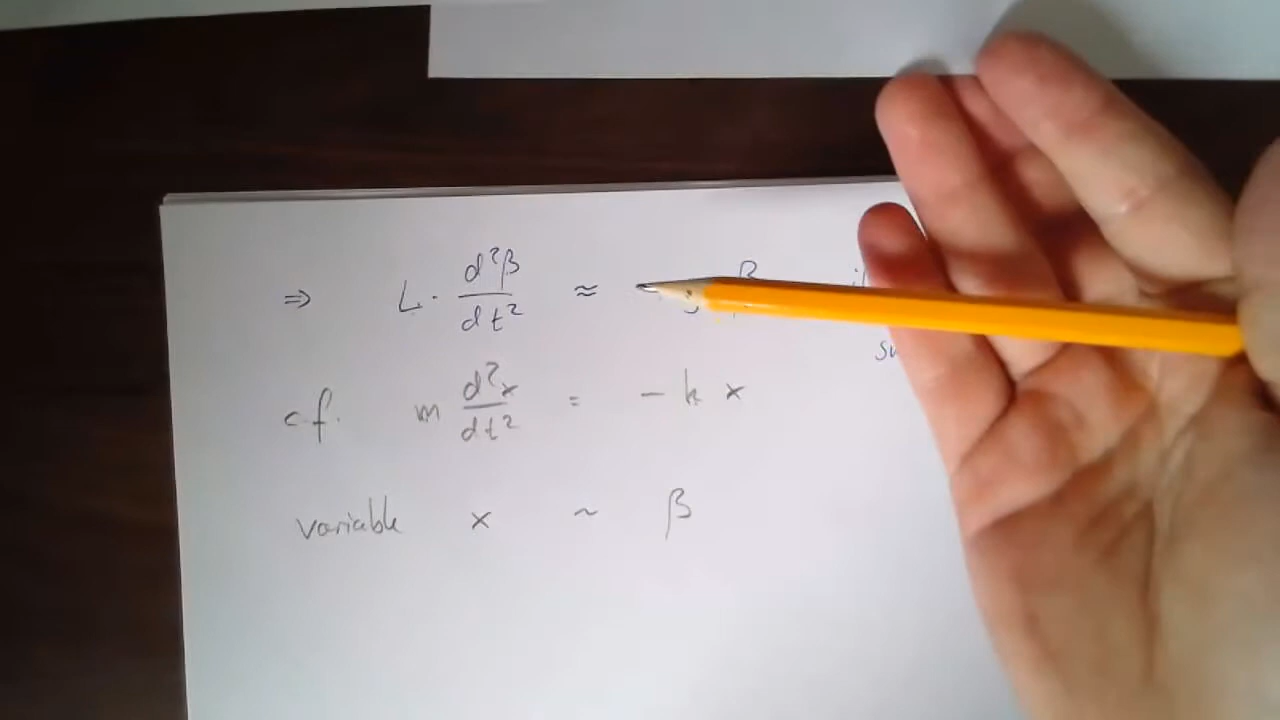 ⇒ L · d²β/dt² ≈ - β
c.f. m d²x/dt² = - k x
variable x ~ β